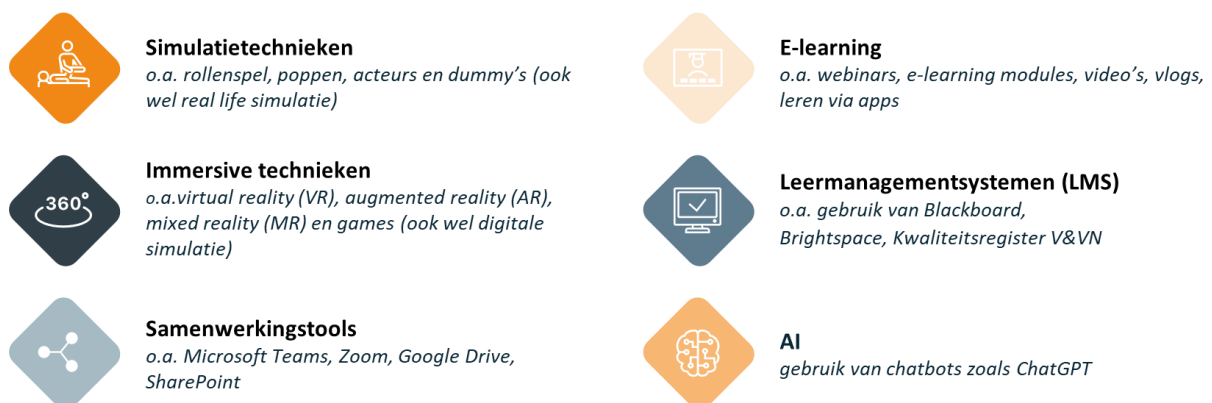 Simulatietechnieken
o.a. rollenspel, poppen, acteurs en dummy's (ook
wel real life simulatie)
E-learning
o.a. webinars, e-learning modules, video's, vlogs,
leren via apps
360°
Immersive technieken
o.a.virtual reality (VR), augmented reality (AR),
mixed reality (MR) en games (ook wel digitale
simulatie)
Leermanagementsystemen (LMS)
o.a. gebruik van Blackboard,
Brightspace, Kwaliteitsregister V&VN
Samenwerkingstools
o.a. Microsoft Teams, Zoom, Google Drive,
SharePoint
AI
gebruik van chatbots zoals ChatGPT